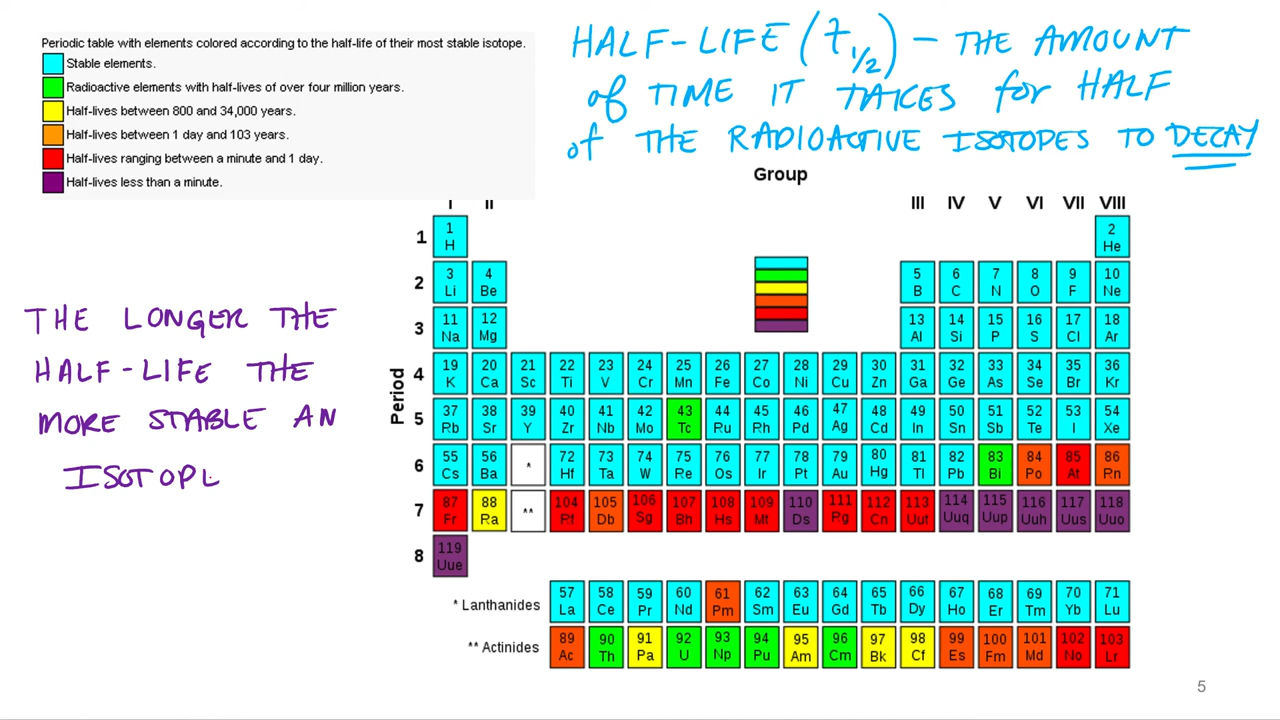 Periodic table with elements colored according to the half-life of their most stable isotope.
Stable elements.
Radioactive elements with half-lives of over four million years.
Half-lives between 800 and 34,000 years.
Half-lives between 1 day and 103 years.
Half-lives ranging between a minute and 1 day.
Half-lives less than a minute.
HALF-LIFE (t 1/2) – THE AMOUNT
of TIME IT TAKES for HALF
of THE RADIOACTIVE ISOTOPES TO DECAY
THE LONGER THE
HALF-LIFE THE
MORE STABLE AN
ISOTOP
Group
I II III IV V VI VII VIII
Period
1
1 2
H He
2
3 4 5 6 7 8 9 10
Li Be B C N O F Ne
3
11 12 13 14 15 16 17 18
Na Mg Al Si P S Cl Ar
4
19 20 21 22 23 24 25 26 27 28 29 30 31 32 33 34 35 36
K Ca Sc Ti V Cr Mn Fe Co Ni Cu Zn Ga Ge As Se Br Kr
5
37 38 39 40 41 42 43 44 45 46 47 48 49 50 51 52 53 54
Rb Sr Y Zr Nb Mo Tc Ru Rh Pd Ag Cd In Sn Sb Te I Xe
6
55 56 * 72 73 74 75 76 77 78 79 80 81 82 83 84 85 86
Cs Ba Hf Ta W Re Os Ir Pt Au Hg Tl Pb Bi Po At Rn
7
87 88 ** 104 105 106 107 108 109 110 111 112 113 114 115 116 117 118
Fr Ra Rf Db Sg Bh Hs Mt Ds Rg Cn Uut Uuq Uup Uuh Uus Uuo
8
119
Uue
* Lanthanides
57 58 59 60 61 62 63 64 65 66 67 68 69 70 71
La Ce Pr Nd Pm Sm Eu Gd Tb Dy Ho Er Tm Yb Lu
** Actinides
89 90 91 92 93 94 95 96 97 98 99 100 101 102 103
Ac Th Pa U Np Pu Am Cm Bk Cf Es Fm Md No Lr
5